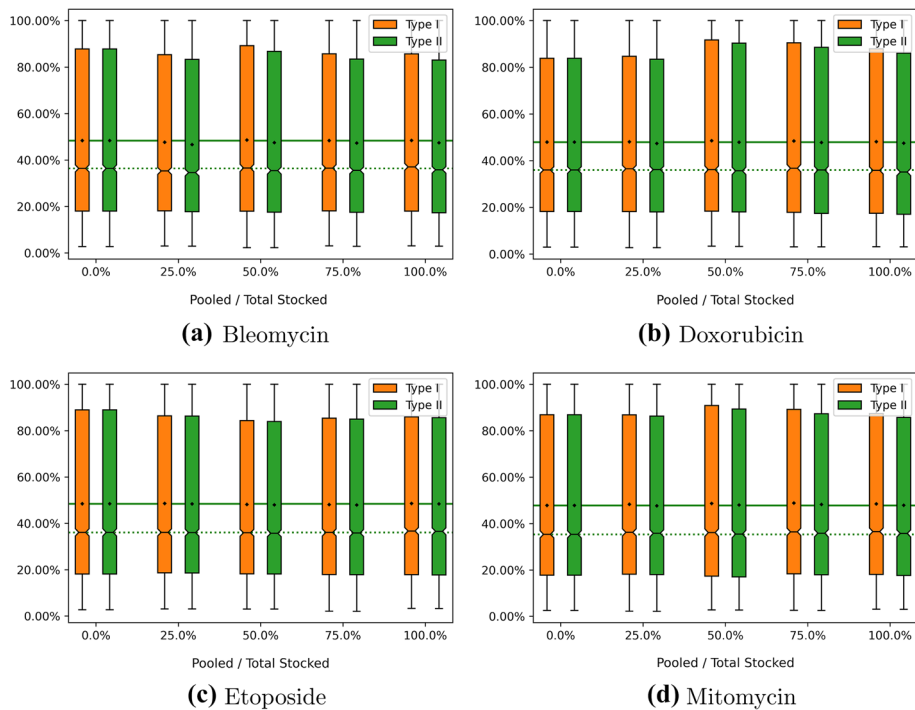 100.00%
80.00%
60.00%
40.00%
20.00%
0.00%
Type I
Type II
0.0% 25.0% 50.0% 75.0% 100.0%
Pooled / Total Stocked
(a) Bleomycin
100.00%
80.00%
60.00%
40.00%
20.00%
0.00%
Type I
Type II
0.0% 25.0% 50.0% 75.0% 100.0%
Pooled / Total Stocked
(b) Doxorubicin
100.00%
80.00%
60.00%
40.00%
20.00%
0.00%
Type I
Type II
0.0% 25.0% 50.0% 75.0% 100.0%
Pooled / Total Stocked
(c) Etoposide
100.00%
80.00%
60.00%
40.00%
20.00%
0.00%
Type I
Type II
0.0% 25.0% 50.0% 75.0% 100.0%
Pooled / Total Stocked
(d) Mitomycin